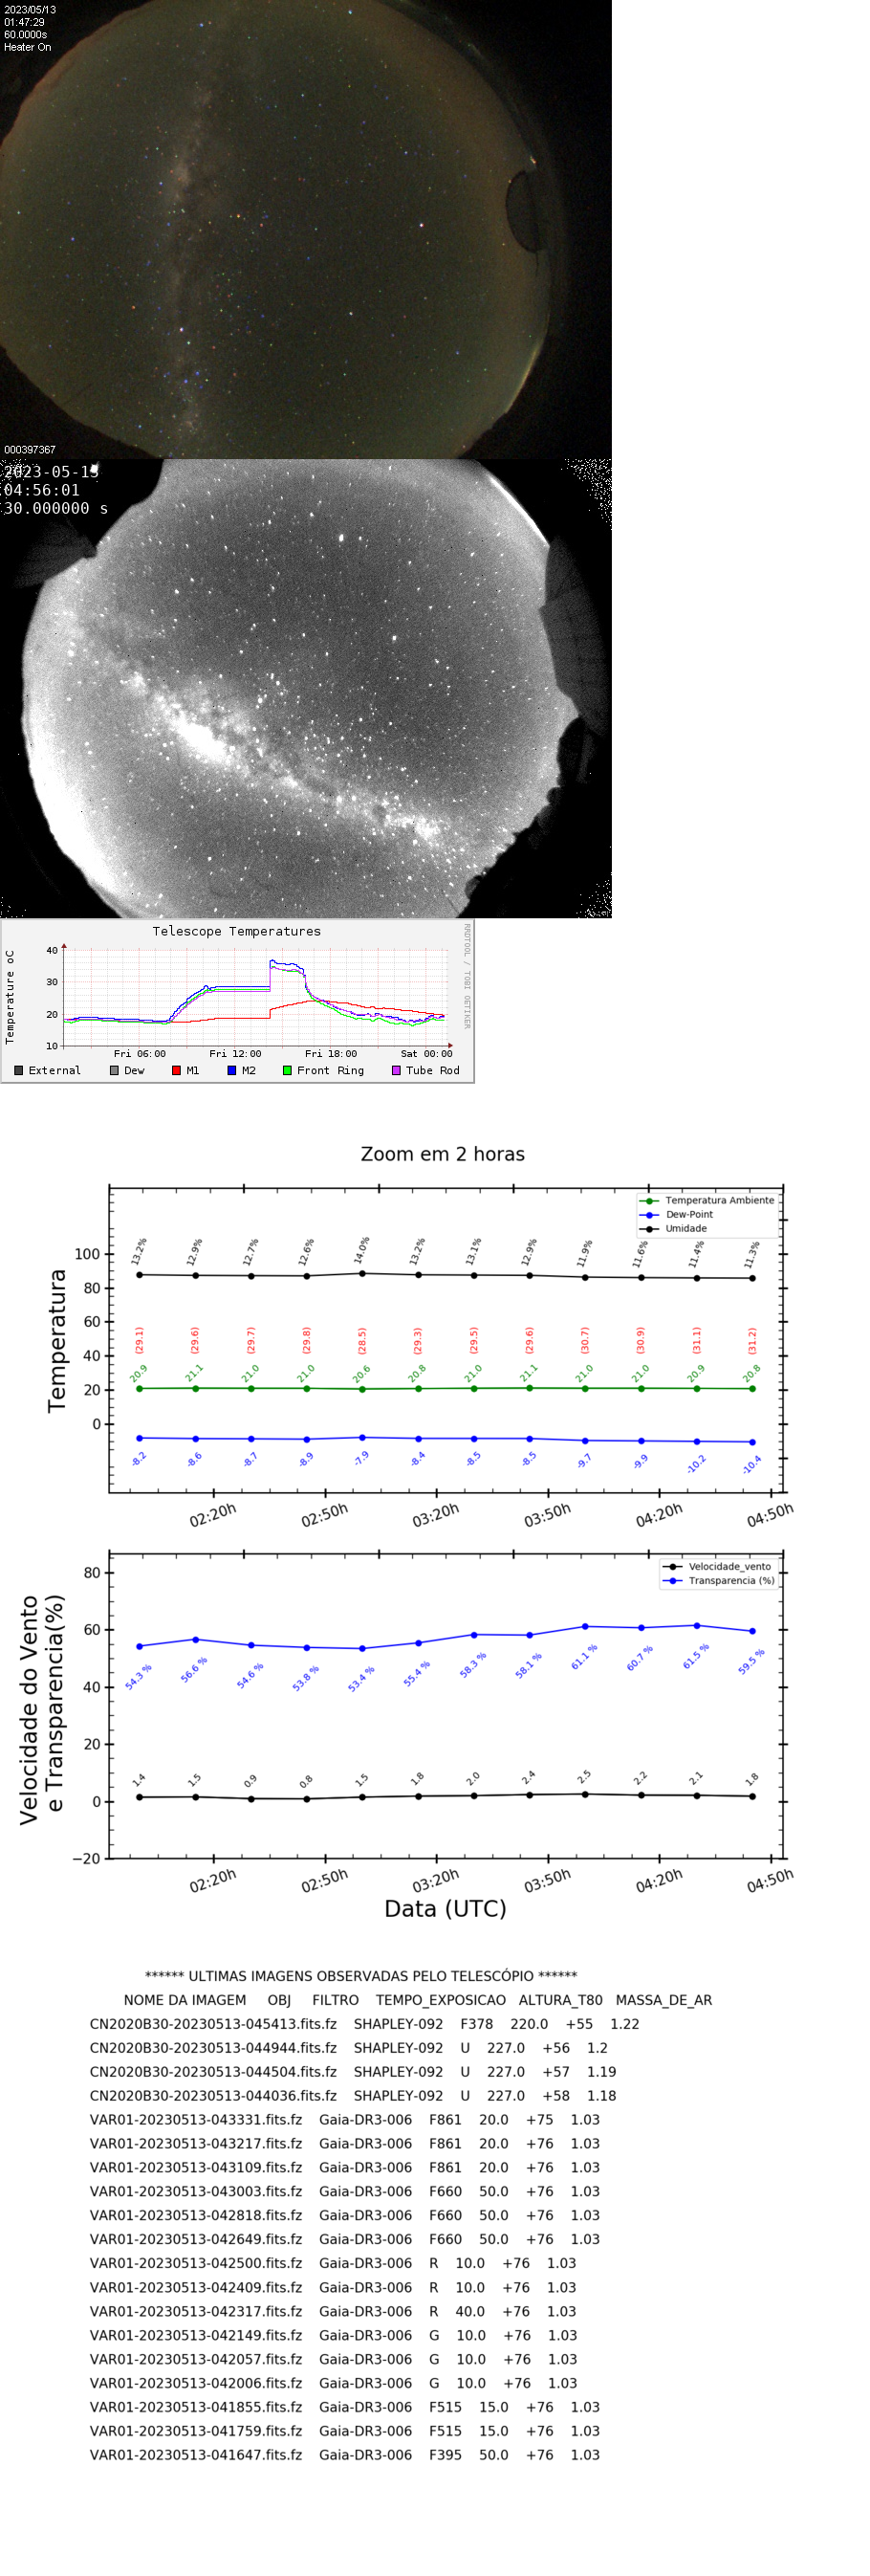 2023/05/13
01:47:29
60.0000s
Heater On
000397367
2023-05-13
04:56:01
30.000000 s
Telescope Temperatures
RRDTOOL / TOBI OETIKER
Temperature oC
40
30
20
10
Fri 06:00 Fri 12:00 Fri 18:00 Sat 00:00
External Dew M1 M2 Front Ring Tube Rod
Zoom em 2 horas
Temperatura Ambiente
Dew-Point
Umidade
Temperatura
100
80
60
40
20
0
13.2% 12.9% 12.7% 12.6% 14.0% 13.2% 13.1% 12.9% 11.9% 11.6% 11.4% 11.3%
(29.1) (29.6) (29.7) (29.8) (28.5) (29.3) (29.5) (29.6) (30.7) (30.9) (31.1) (31.2)
20.9 21.1 21.0 21.0 20.6 20.8 21.0 21.1 21.0 21.0 20.9 20.8
-8.2 -8.6 -8.7 -8.9 -7.9 -8.4 -8.5 -8.5 -9.7 -9.9 -10.2 -10.4
02:20h 02:50h 03:20h 03:50h 04:20h 04:50h
Velocidade_vento
Transparencia (%)
Velocidade do Vento
e Transparencia(%)
80
60
40
20
0
−20
54.3 % 56.6 % 54.6 % 53.8 % 53.4 % 55.4 % 58.3 % 58.1 % 61.1 % 60.7 % 61.5 % 59.5 %
1.4 1.5 0.9 0.8 1.5 1.8 2.0 2.4 2.5 2.2 2.1 1.8
02:20h 02:50h 03:20h 03:50h 04:20h 04:50h
Data (UTC)
****** ULTIMAS IMAGENS OBSERVADAS PELO TELESCÓPIO ******
NOME DA IMAGEM OBJ FILTRO TEMPO_EXPOSICAO ALTURA_T80 MASSA_DE_AR
CN2020B30-20230513-045413.fits.fz SHAPLEY-092 F378 220.0 +55 1.22
CN2020B30-20230513-044944.fits.fz SHAPLEY-092 U 227.0 +56 1.2
CN2020B30-20230513-044504.fits.fz SHAPLEY-092 U 227.0 +57 1.19
CN2020B30-20230513-044036.fits.fz SHAPLEY-092 U 227.0 +58 1.18
VAR01-20230513-043331.fits.fz Gaia-DR3-006 F861 20.0 +75 1.03
VAR01-20230513-043217.fits.fz Gaia-DR3-006 F861 20.0 +76 1.03
VAR01-20230513-043109.fits.fz Gaia-DR3-006 F861 20.0 +76 1.03
VAR01-20230513-043003.fits.fz Gaia-DR3-006 F660 50.0 +76 1.03
VAR01-20230513-042818.fits.fz Gaia-DR3-006 F660 50.0 +76 1.03
VAR01-20230513-042649.fits.fz Gaia-DR3-006 F660 50.0 +76 1.03
VAR01-20230513-042500.fits.fz Gaia-DR3-006 R 10.0 +76 1.03
VAR01-20230513-042409.fits.fz Gaia-DR3-006 R 10.0 +76 1.03
VAR01-20230513-042317.fits.fz Gaia-DR3-006 R 40.0 +76 1.03
VAR01-20230513-042149.fits.fz Gaia-DR3-006 G 10.0 +76 1.03
VAR01-20230513-042057.fits.fz Gaia-DR3-006 G 10.0 +76 1.03
VAR01-20230513-042006.fits.fz Gaia-DR3-006 G 10.0 +76 1.03
VAR01-20230513-041855.fits.fz Gaia-DR3-006 F515 15.0 +76 1.03
VAR01-20230513-041759.fits.fz Gaia-DR3-006 F515 15.0 +76 1.03
VAR01-20230513-041647.fits.fz Gaia-DR3-006 F395 50.0 +76 1.03